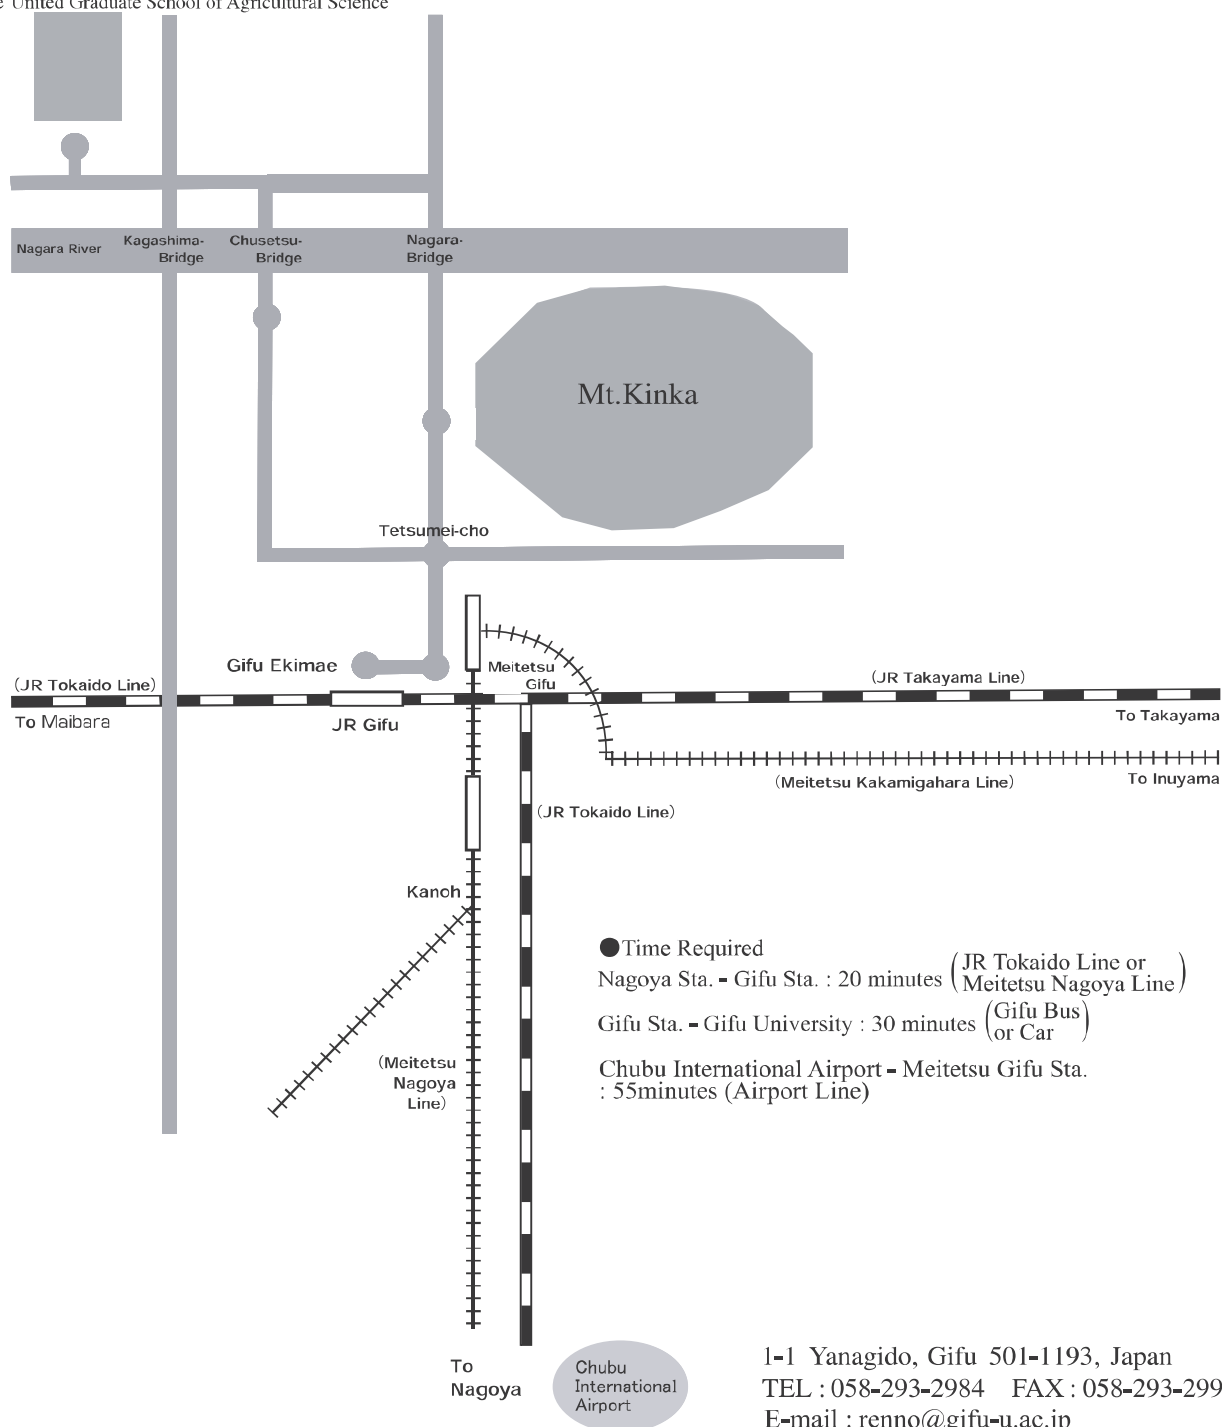 United Graduate School of Agricultural Science
Nagara River
Kagashima-
Bridge
Chusetsu-
Bridge
Nagara-
Bridge
Mt.Kinka
Tetsumei-cho
Gifu Ekimae
Meitetsu
Gifu
(JR Tokaido Line)
To Maibara
JR Gifu
(JR Takayama Line)
To Takayama
(Meitetsu Kakamigahara Line)
To Inuyama
(JR Tokaido Line)
Kanoh
(Meitetsu
Nagoya
Line)
●Time Required
Nagoya Sta. - Gifu Sta. : 20 minutes (JR Tokaido Line or
Meitetsu Nagoya Line)
Gifu Sta. - Gifu University : 30 minutes (Gifu Bus
or Car)
Chubu International Airport - Meitetsu Gifu Sta.
: 55minutes (Airport Line)
To
Nagoya
Chubu
International
Airport
1-1 Yanagido, Gifu 501-1193, Japan
TEL : 058-293-2984 FAX : 058-293-299
E-mail : renno@gifu-u.ac.jp